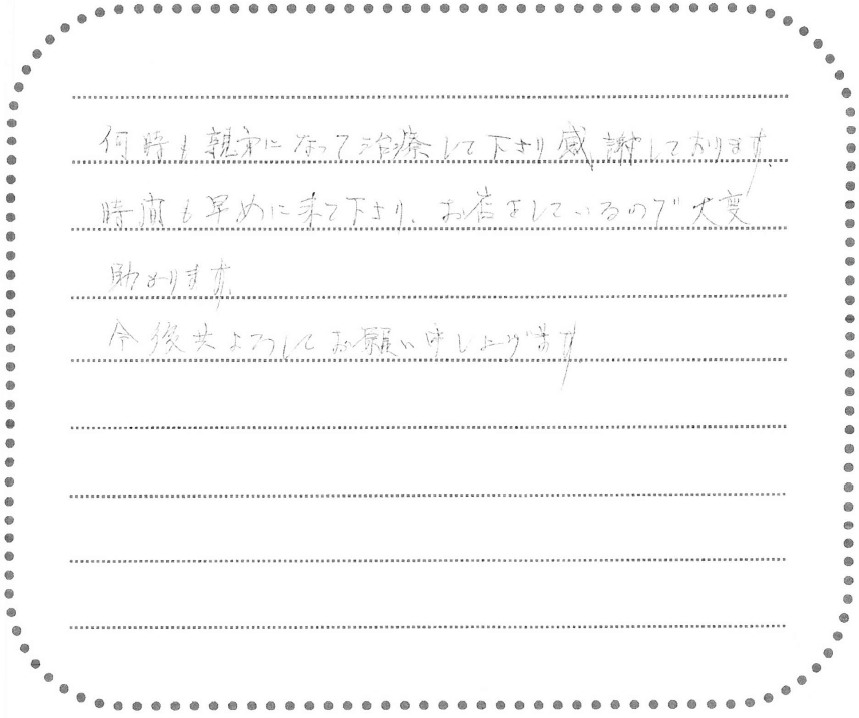 何時も親身になって治療して下さり感謝しております。
時間も早めに来て下さり、お店をしているので大変
助かります。
今後共よろしくお願い申し上げます